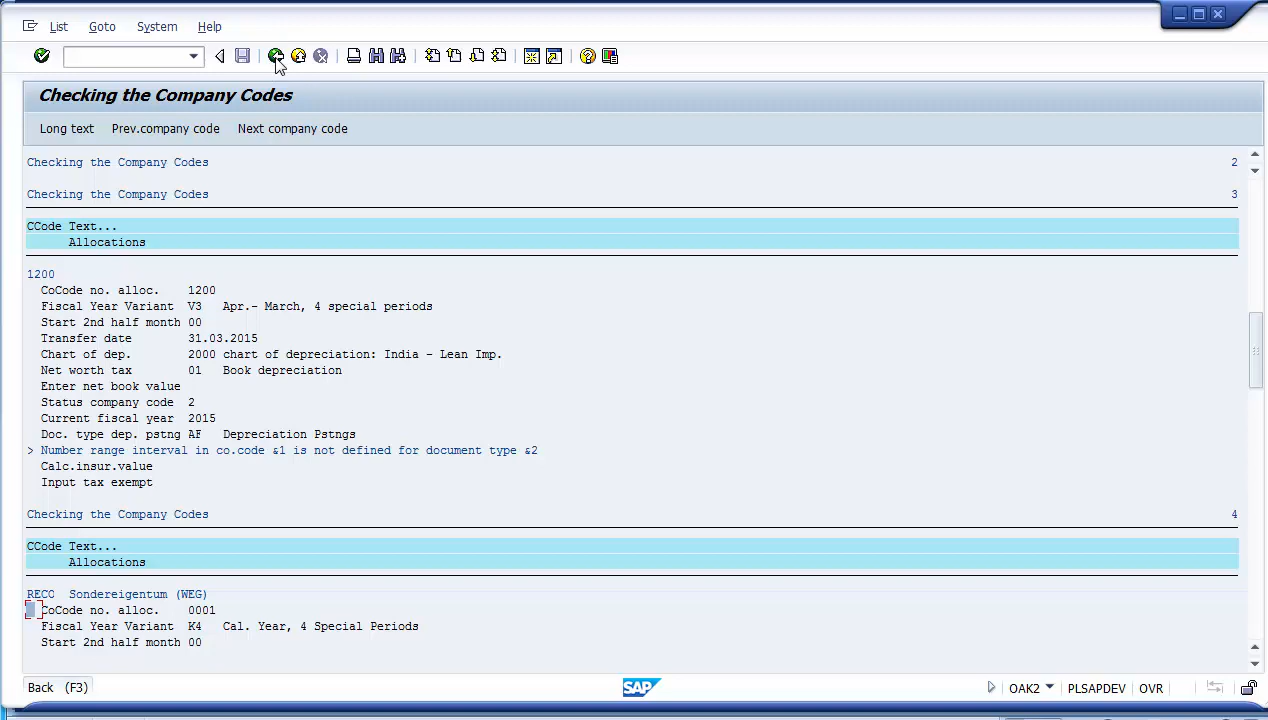 List Goto System Help
Checking the Company Codes
Long text Prev.company code Next company code
Checking the Company Codes 2
Checking the Company Codes 3
CCode Text...
Allocations
1200
CoCode no. alloc. 1200
Fiscal Year Variant V3 Apr.- March, 4 special periods
Start 2nd half month 00
Transfer date 31.03.2015
Chart of dep. 2000 chart of depreciation: India - Lean Imp.
Net worth tax 01 Book depreciation
Enter net book value
Status company code 2
Current fiscal year 2015
Doc. type dep. pstng AF Depreciation Pstngs
> Number range interval in co.code &1 is not defined for document type &2
Calc.insur.value
Input tax exempt
Checking the Company Codes 4
CCode Text...
Allocations
RECO Sondereigentum (WEG)
CoCode no. alloc. 0001
Fiscal Year Variant K4 Cal. Year, 4 Special Periods
Start 2nd half month 00
Back (F3) SAP OAK2 PLSAPDEV OVR